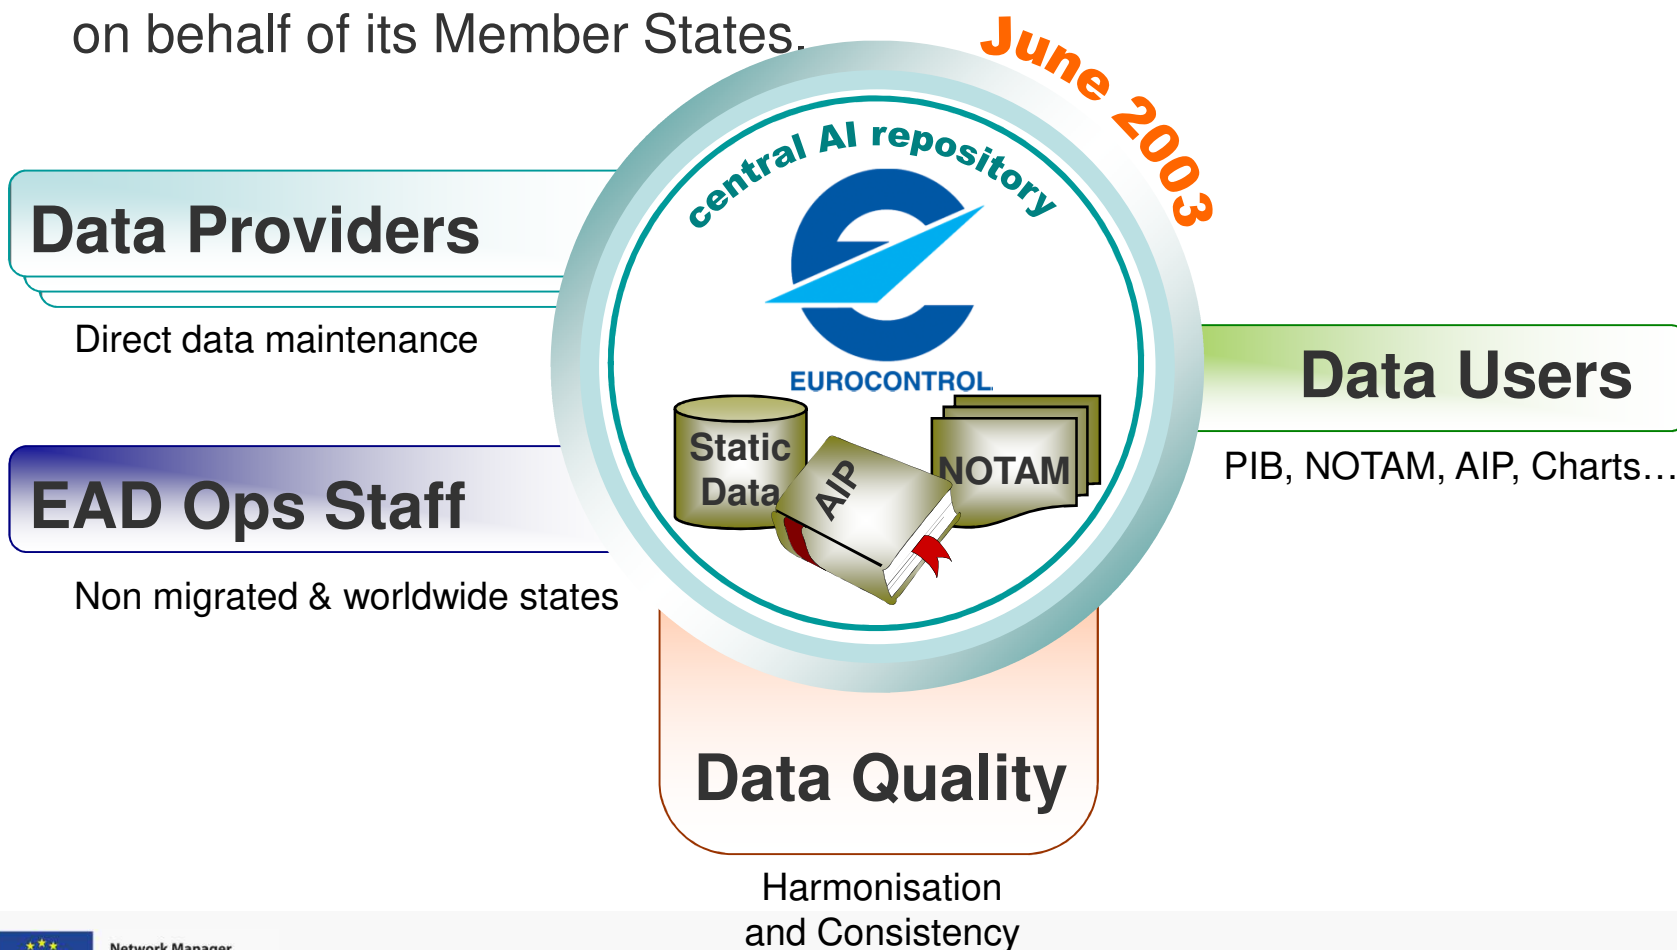 on behalf of its Member States.
June 2003
central AI repository
Data Providers
Direct data maintenance
EUROCONTROL
Data Users
PIB, NOTAM, AIP, Charts…
Static
Data
AIP
NOTAM
EAD Ops Staff
Non migrated & worldwide states
Data Quality
Harmonisation
and Consistency
Network Manager